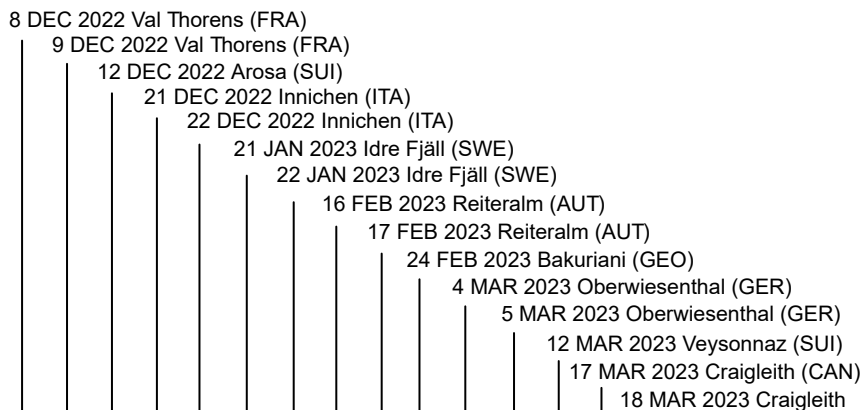 8 DEC 2022 Val Thorens (FRA)
9 DEC 2022 Val Thorens (FRA)
12 DEC 2022 Arosa (SUI)
21 DEC 2022 Innichen (ITA)
22 DEC 2022 Innichen (ITA)
21 JAN 2023 Idre Fjäll (SWE)
22 JAN 2023 Idre Fjäll (SWE)
16 FEB 2023 Reiteralm (AUT)
17 FEB 2023 Reiteralm (AUT)
24 FEB 2023 Bakuriani (GEO)
4 MAR 2023 Oberwiesenthal (GER)
5 MAR 2023 Oberwiesenthal (GER)
12 MAR 2023 Veysonnaz (SUI)
17 MAR 2023 Craigleith (CAN)
18 MAR 2023 Craigleith